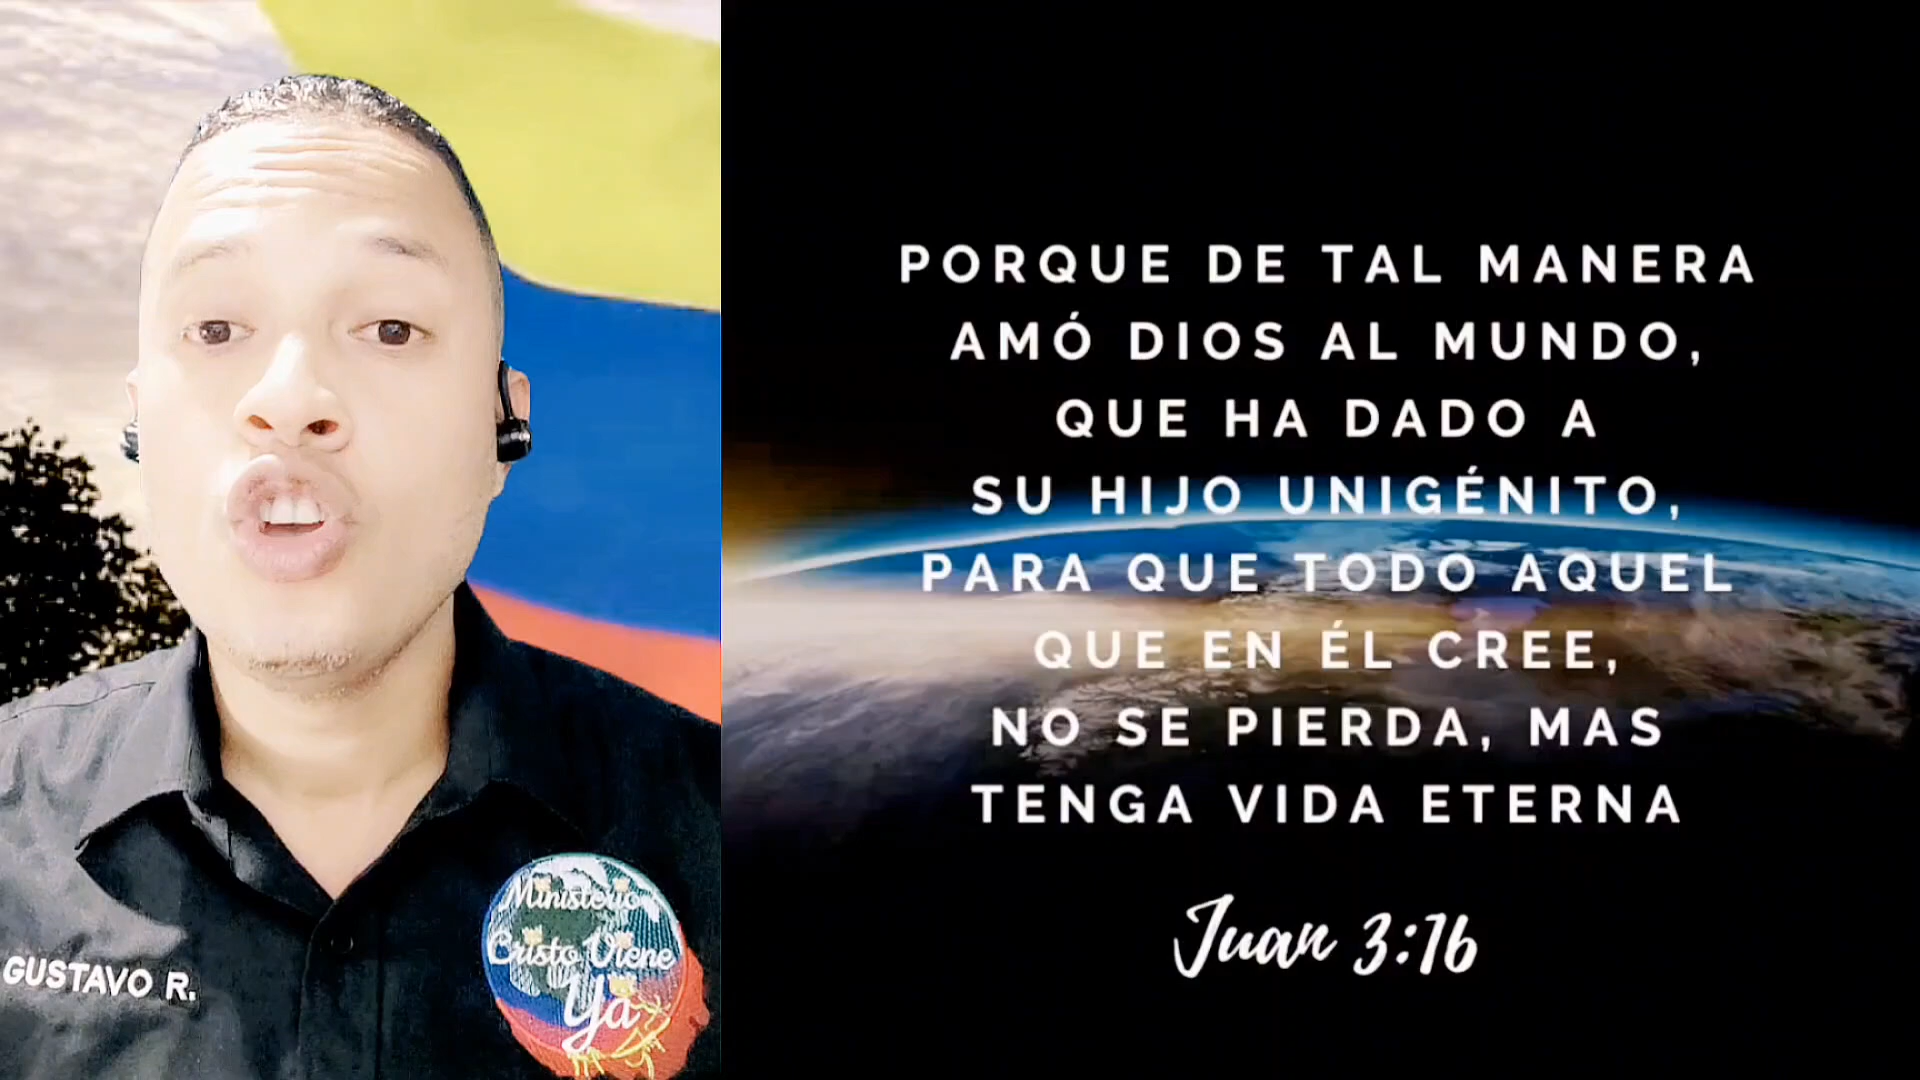 PORQUE DE TAL MANERA
AMÓ DIOS AL MUNDO,
QUE HA DADO A
SU HIJO UNIGÉNITO,
PARA QUE TODO AQUEL
QUE EN ÉL CREE,
NO SE PIERDA, MAS
TENGA VIDA ETERNA
Juan 3:16
GUSTAVO R.
Ministerio
Cristo Viene
Ya